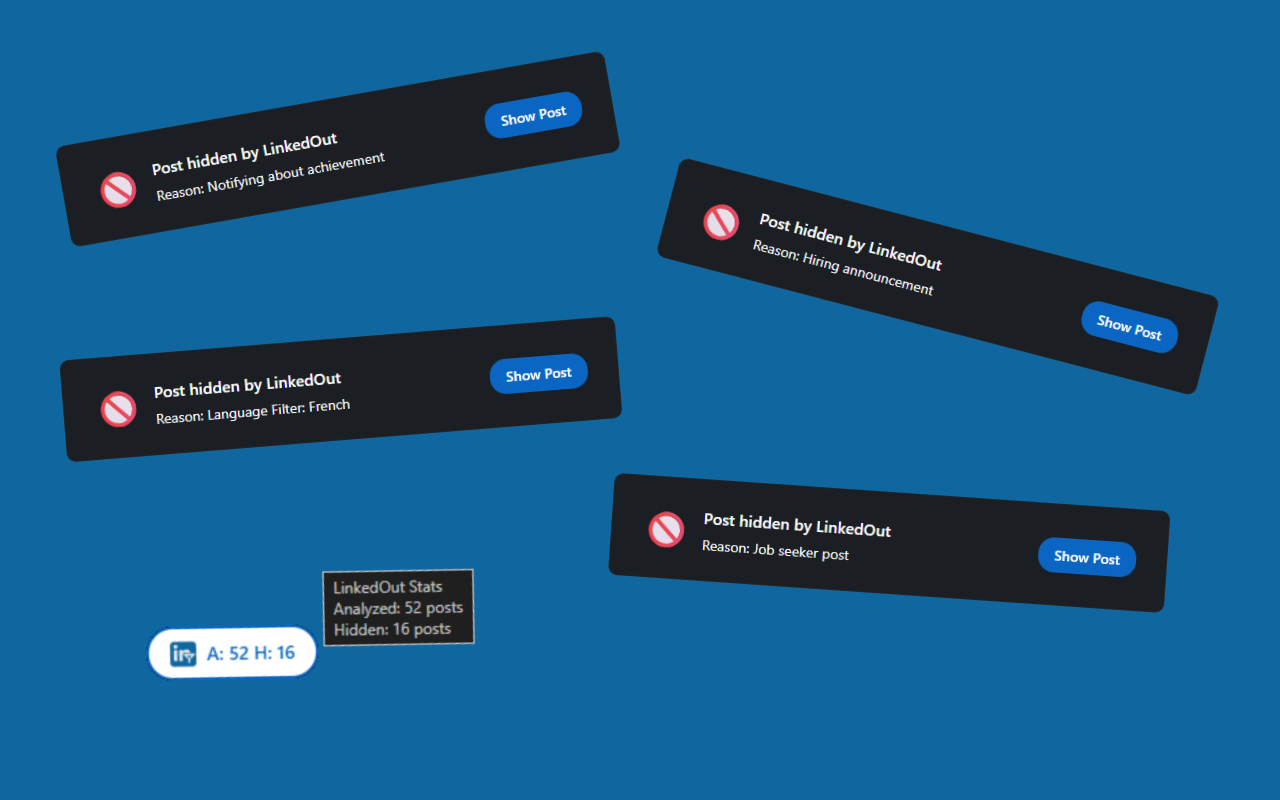 Post hidden by LinkedOut
Reason: Notifying about achievement
Show Post
Post hidden by LinkedOut
Reason: Hiring announcement
Show Post
Post hidden by LinkedOut
Reason: Language Filter: French
Show Post
Post hidden by LinkedOut
Reason: Job seeker post
Show Post
LinkedOut Stats
Analyzed: 52 posts
Hidden: 16 posts
in A: 52 H: 16